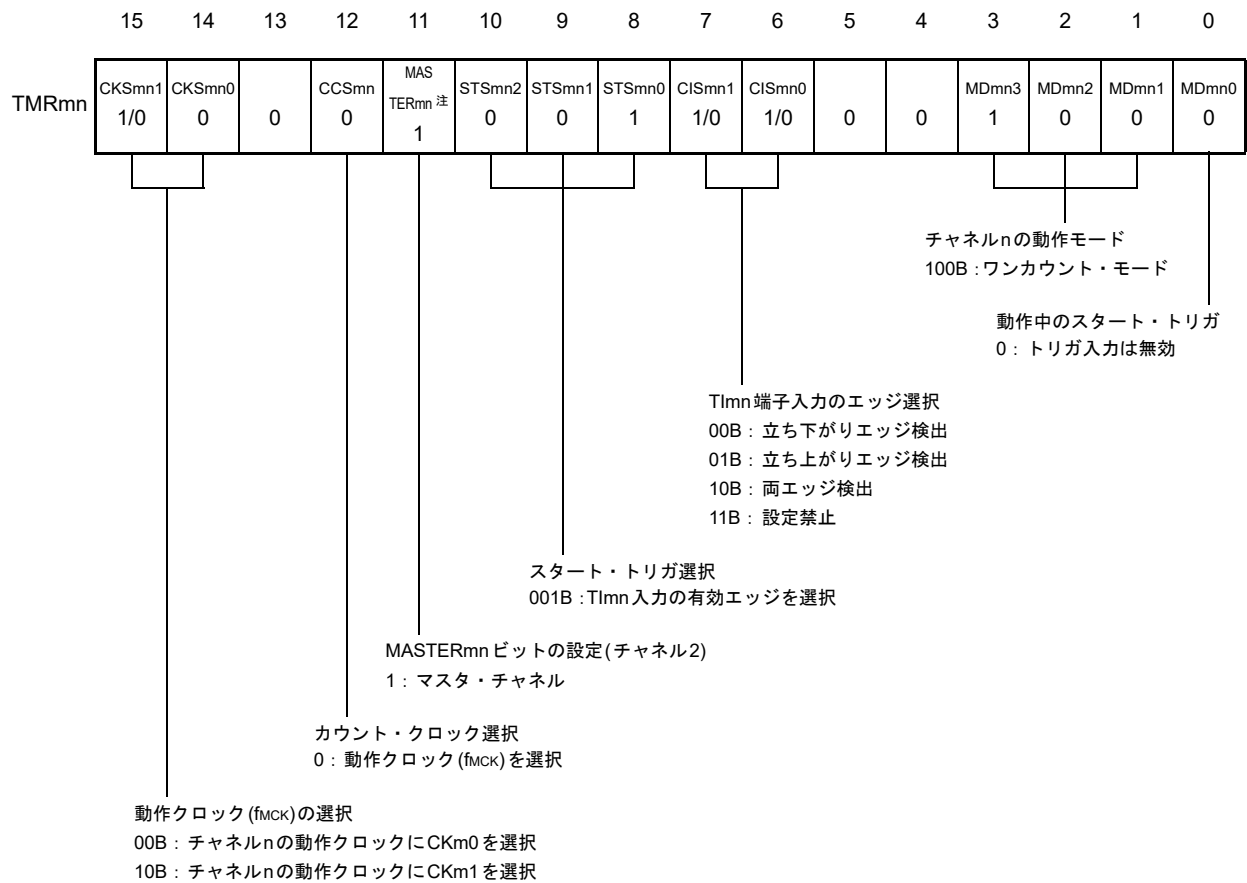 15 14 13 12 11 10 9 8 7 6 5 4 3 2 1 0
TMRmn
CKSmn1 CKSmn0 CCSmn MAS TERmn 注 STSmn2 STSmn1 STSmn0 CISmn1 CISmn0 MDmn3 MDmn2 MDmn1 MDmn0
1/0 0 0 0 1 0 0 1 1/0 1/0 0 0 1 0 0 0
チャネルnの動作モード
100B：ワンカウント・モード
動作中のスタート・トリガ
0：トリガ入力は無効
TImn端子入力のエッジ選択
00B：立ち下がりエッジ検出
01B：立ち上がりエッジ検出
10B：両エッジ検出
11B：設定禁止
スタート・トリガ選択
001B：TImn入力の有効エッジを選択
MASTERmnビットの設定(チャネル2)
1：マスタ・チャネル
カウント・クロック選択
0：動作クロック(fMCK)を選択
動作クロック(fMCK)の選択
00B：チャネルnの動作クロックにCKm0を選択
10B：チャネルnの動作クロックにCKm1を選択